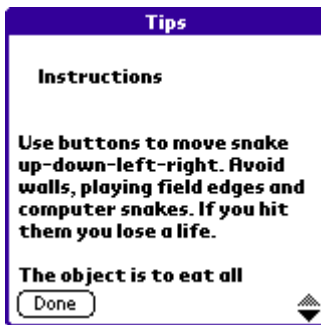 Tips
Instructions
Use buttons to move snake
up-down-left-right. Avoid
walls, playing field edges and
computer snakes. If you hit
them you lose a life.
The object is to eat all
Done